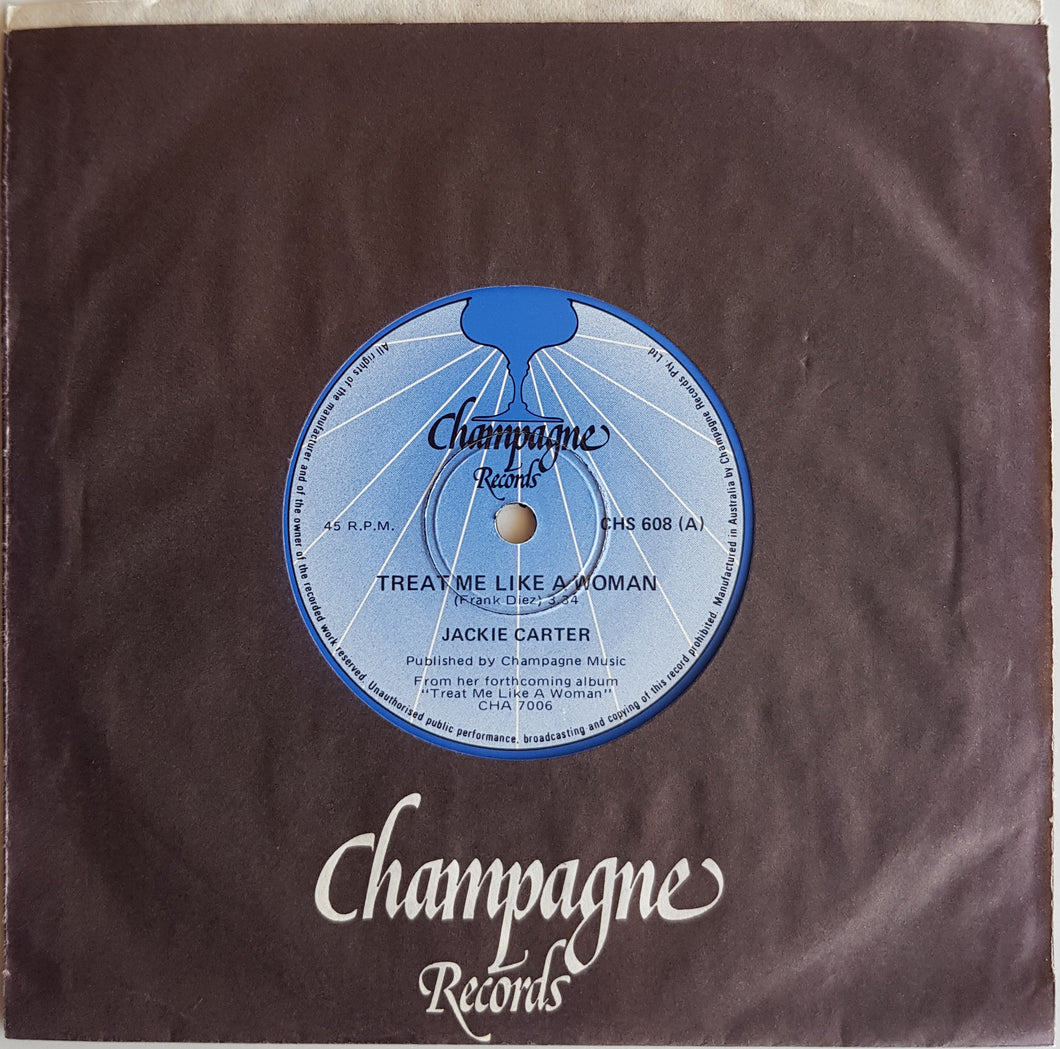 Champagne
Records
45 R.P.M.
CHS 608 (A)
TREAT ME LIKE A WOMAN
(Frank Diez) 3.34
JACKIE CARTER
Published by Champagne Music
From her forthcoming album
"Treat Me Like A Woman"
CHA 7006
All rights of the manufacturer and of the owner of the recorded work reserved. Unauthorised public performance, broadcasting and copying of this record prohibited. Manufactured in Australia by Champagne Records Pty. Ltd.
Champagne
Records